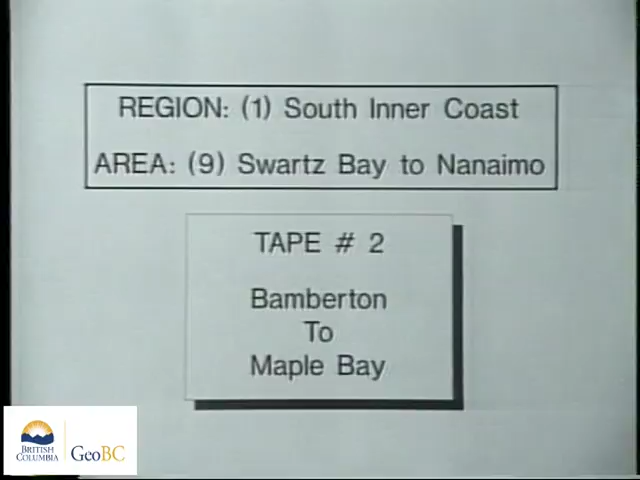 REGION: (1) South Inner Coast
AREA: (9) Swartz Bay to Nanaimo
TAPE # 2
Bamberton
To
Maple Bay
BRITISH
COLUMBIA
GeoBC